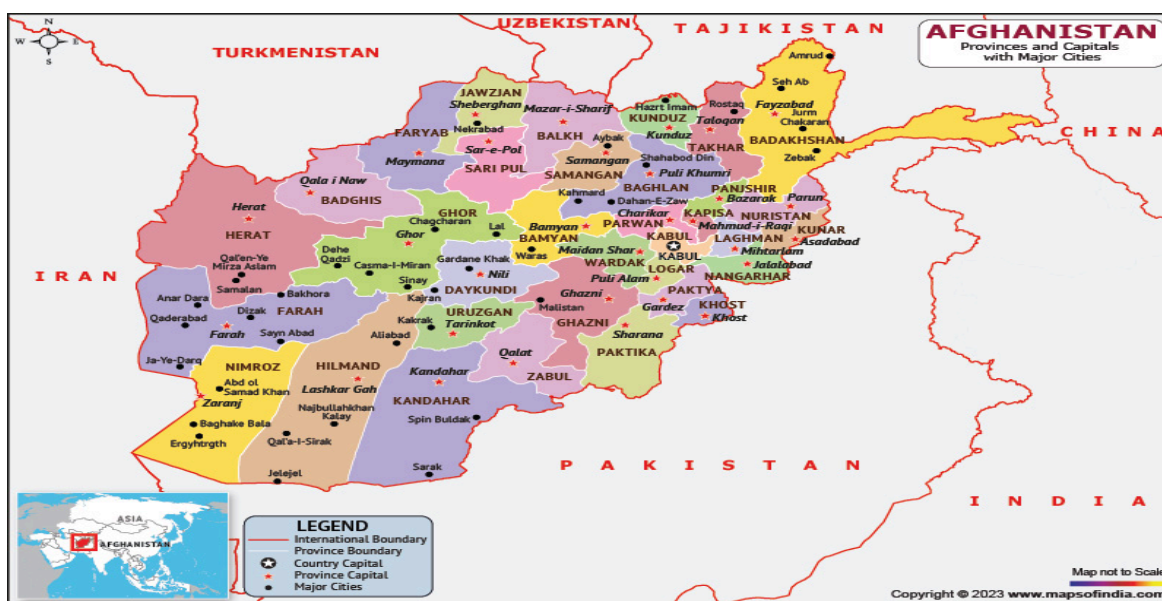 N
W
E
S
UZBEKISTAN
TAJIKISTAN
TURKMENISTAN
AFGHANISTAN
Provinces and Capitals
with Major Cities
CHINA
IRAN
PAKISTAN
INDIA
Amrud
Seh Ab
Fayzabad
Jurm
Chakaran
BADAKHSHAN
Zebak
JAWZJAN
Sheberghan
Nekrabad
Mazar-i-Sharif
BALKH
Hazrt Imam
KUNDUZ
Kunduz
Rostaq
Taloqan
TAKHAR
FARYAB
Maymana
Sar-e-Pol
SARI PUL
Aybak
Samangan
SAMANGAN
Shahabod Din
Puli Khumri
BAGHLAN
Kahmard
Dahan-E-Zaw
PANJSHIR
Bazarak
Parun
NURISTAN
KUNAR
Asadabad
Qala i Naw
BADGHIS
Herat
HERAT
Qal'en-Ye
Mirza Aslam
Samalan
GHOR
Chagcharan
Lal
Ghor
Dehe
Qadzi
Casma-I-Miran
Sinay
Bamyan
BAMYAN
Waras
Charikar
PARWAN
KAPISA
Mahmud-i-Raqi
KABUL
KABUL
LAGHMAN
Mihtarlam
Jalalabad
NANGARHAR
Maidan Shar
WARDAK
LOGAR
Puli Alam
PAKTYA
Gardez
KHOST
Khost
Gardane Khak
Nili
DAYKUNDI
Kajran
Ghazni
Malistan
GHAZNI
Sharana
PAKTIKA
Anar Dara
Qaderabad
Bakhora
Dizak
FARAH
Farah
Sayn Abad
Ja-Ye-Darq
URUZGAN
Kakrak
Tarinkot
Aliabad
Qalat
ZABUL
NIMROZ
Abd ol
Samad Khan
Zaranj
Baghake Bala
Ergyhtrgth
HILMAND
Lashkar Gah
Najbullahkhan
Kalay
Qal'a-I-Sirak
Jelejel
Kandahar
KANDAHAR
Spin Buldak
Sarak
ASIA
AFGHANISTAN
LEGEND
International Boundary
Province Boundary
Country Capital
Province Capital
Major Cities
Map not to Scale
Copyright © 2023 www.mapsofindia.com